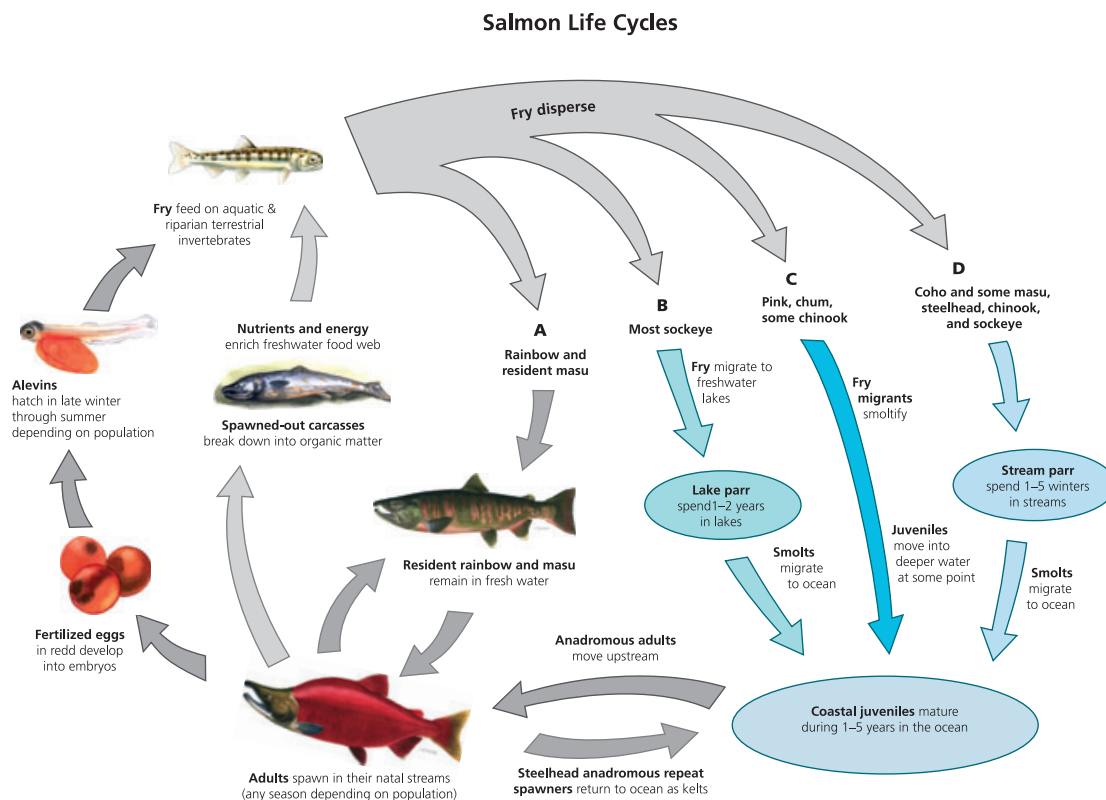 Salmon Life Cycles
Fry disperse
Fry feed on aquatic &
riparian terrestrial
invertebrates
Alevins
hatch in late winter
through summer
depending on population
Nutrients and energy
enrich freshwater food web
Spawned-out carcasses
break down into organic matter
Fertilized eggs
in redd develop
into embryos
A
Rainbow and
resident masu
Resident rainbow and masu
remain in fresh water
B
Most sockeye
Fry migrate to
freshwater
lakes
Lake parr
spend1–2 years
in lakes
Smolts
migrate
to ocean
C
Pink, chum,
some chinook
Fry
migrants
smoltify
Juveniles
move into
deeper water
at some point
D
Coho and some masu,
steelhead, chinook,
and sockeye
Stream parr
spend 1–5 winters
in streams
Smolts
migrate
to ocean
Anadromous adults
move upstream
Coastal juveniles mature
during 1–5 years in the ocean
Adults spawn in their natal streams
(any season depending on population)
Steelhead anadromous repeat
spawners return to ocean as kelts